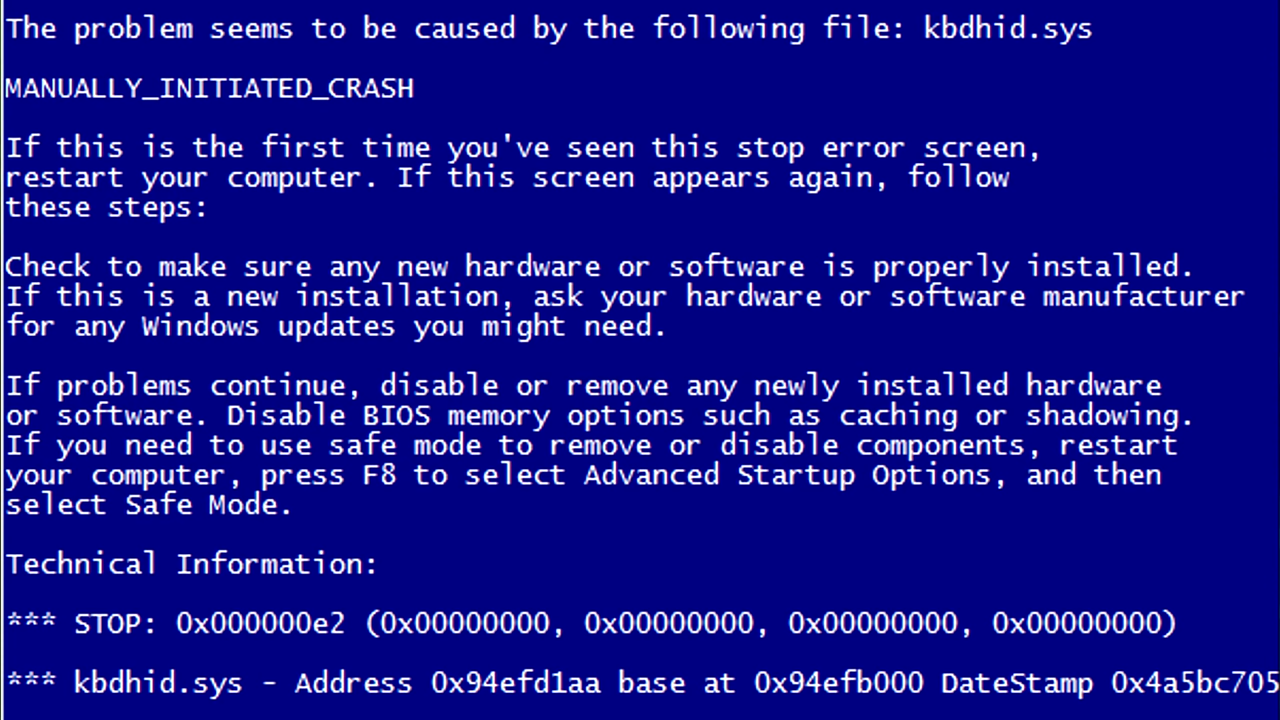 The problem seems to be caused by the following file: kbdhid.sys
MANUALLY_INITIATED_CRASH
If this is the first time you've seen this stop error screen,
restart your computer. If this screen appears again, follow
these steps:
Check to make sure any new hardware or software is properly installed.
If this is a new installation, ask your hardware or software manufacturer
for any Windows updates you might need.
If problems continue, disable or remove any newly installed hardware
or software. Disable BIOS memory options such as caching or shadowing.
If you need to use safe mode to remove or disable components, restart
your computer, press F8 to select Advanced Startup Options, and then
select Safe Mode.
Technical Information:
*** STOP: 0x000000e2 (0x00000000, 0x00000000, 0x00000000, 0x00000000)
*** kbdhid.sys - Address 0x94efd1aa base at 0x94efb000 DateStamp 0x4a5bc705